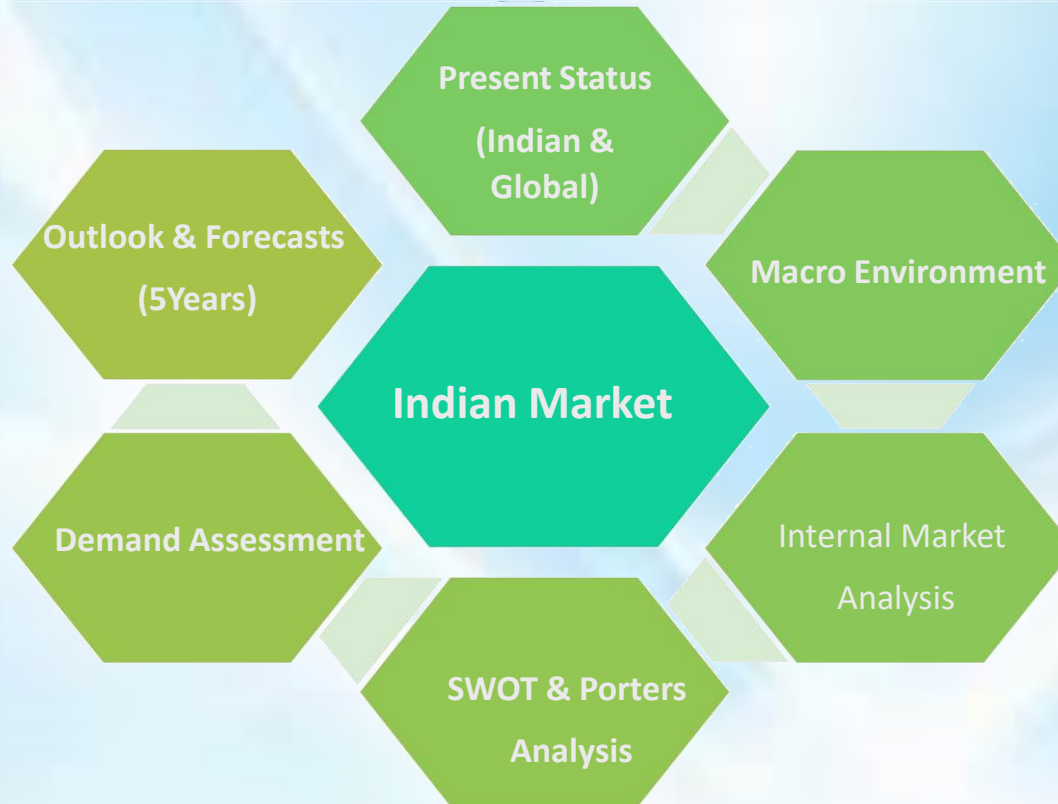 Present Status
(Indian &
Global)
Macro Environment
Internal Market
Analysis
SWOT & Porters
Analysis
Demand Assessment
Outlook & Forecasts
(5Years)
Indian Market